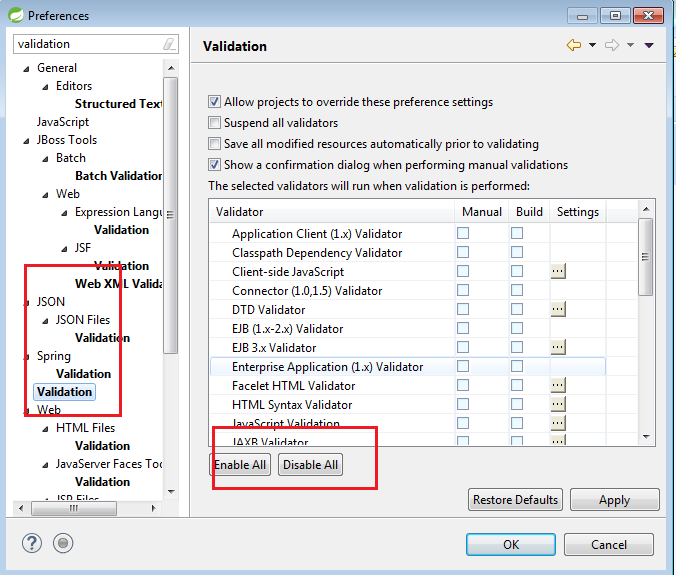 Preferences
validation
General
Editors
Structured Text
JavaScript
JBoss Tools
Batch
Batch Validation
Web
Expression Langu
Validation
JSF
Validation
Web XML Valida
JSON
JSON Files
Validation
Spring
Validation
Validation
Web
HTML Files
Validation
JavaServer Faces Too
Validation
JSP Files
Validation
Allow projects to override these preference settings
Suspend all validators
Save all modified resources automatically prior to validating
Show a confirmation dialog when performing manual validations
The selected validators will run when validation is performed:
Validator Manual Build Settings
Application Client (1.x) Validator
Classpath Dependency Validator
Client-side JavaScript ...
Connector (1.0,1.5) Validator
DTD Validator ...
EJB (1.x-2.x) Validator
EJB 3.x Validator ...
Enterprise Application (1.x) Validator
Facelet HTML Validator ...
HTML Syntax Validator ...
JavaScript Validation ...
JAXB Validator ...
Enable All Disable All
Restore Defaults Apply
? OK Cancel